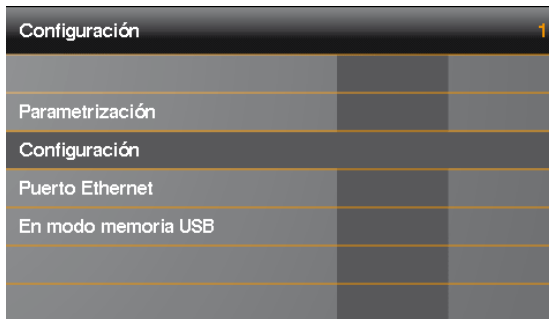 Configuración 1
Parametrización
Configuración
Puerto Ethernet
En modo memoria USB